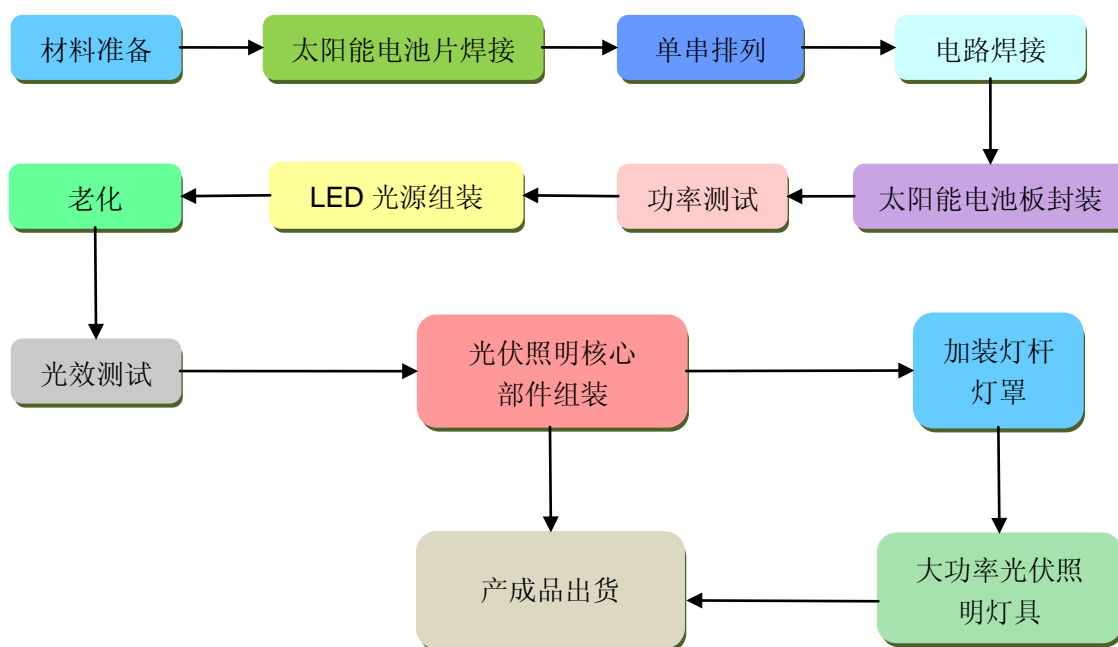 材料准备
太阳能电池片焊接
单串排列
电路焊接
老化
LED 光源组装
功率测试
太阳能电池板封装
光效测试
光伏照明核心
部件组装
加装灯杆
灯罩
产成品出货
大功率光伏照
明灯具